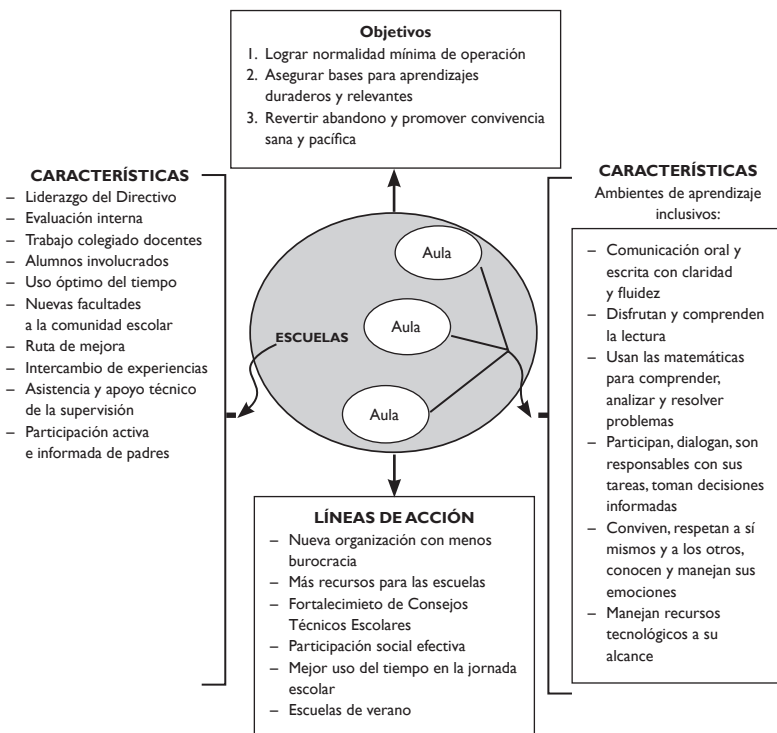 Objetivos
1. Lograr normalidad mínima de operación
2. Asegurar bases para aprendizajes
duraderos y relevantes
3. Revertir abandono y promover convivencia
sana y pacífica
CARACTERÍSTICAS
– Liderazgo del Directivo
– Evaluación interna
– Trabajo colegiado docentes
– Alumnos involucrados
– Uso óptimo del tiempo
– Nuevas facultades
a la comunidad escolar
– Ruta de mejora
– Intercambio de experiencias
– Asistencia y apoyo técnico
de la supervisión
– Participación activa
e informada de padres
ESCUELAS
Aula
Aula
Aula
CARACTERÍSTICAS
Ambientes de aprendizaje
inclusivos:
– Comunicación oral y
escrita con claridad
y fluidez
– Disfrutan y comprenden
la lectura
– Usan las matemáticas
para comprender,
analizar y resolver
problemas
– Participan, dialogan, son
responsables con sus
tareas, toman decisiones
informadas
– Conviven, respetan a sí
mismos y a los otros,
conocen y manejan sus
emociones
– Manejan recursos
tecnológicos a su
alcance
LÍNEAS DE ACCIÓN
– Nueva organización con menos
burocracia
– Más recursos para las escuelas
– Fortalecimieto de Consejos
Técnicos Escolares
– Participación social efectiva
– Mejor uso del tiempo en la jornada
escolar
– Escuelas de verano